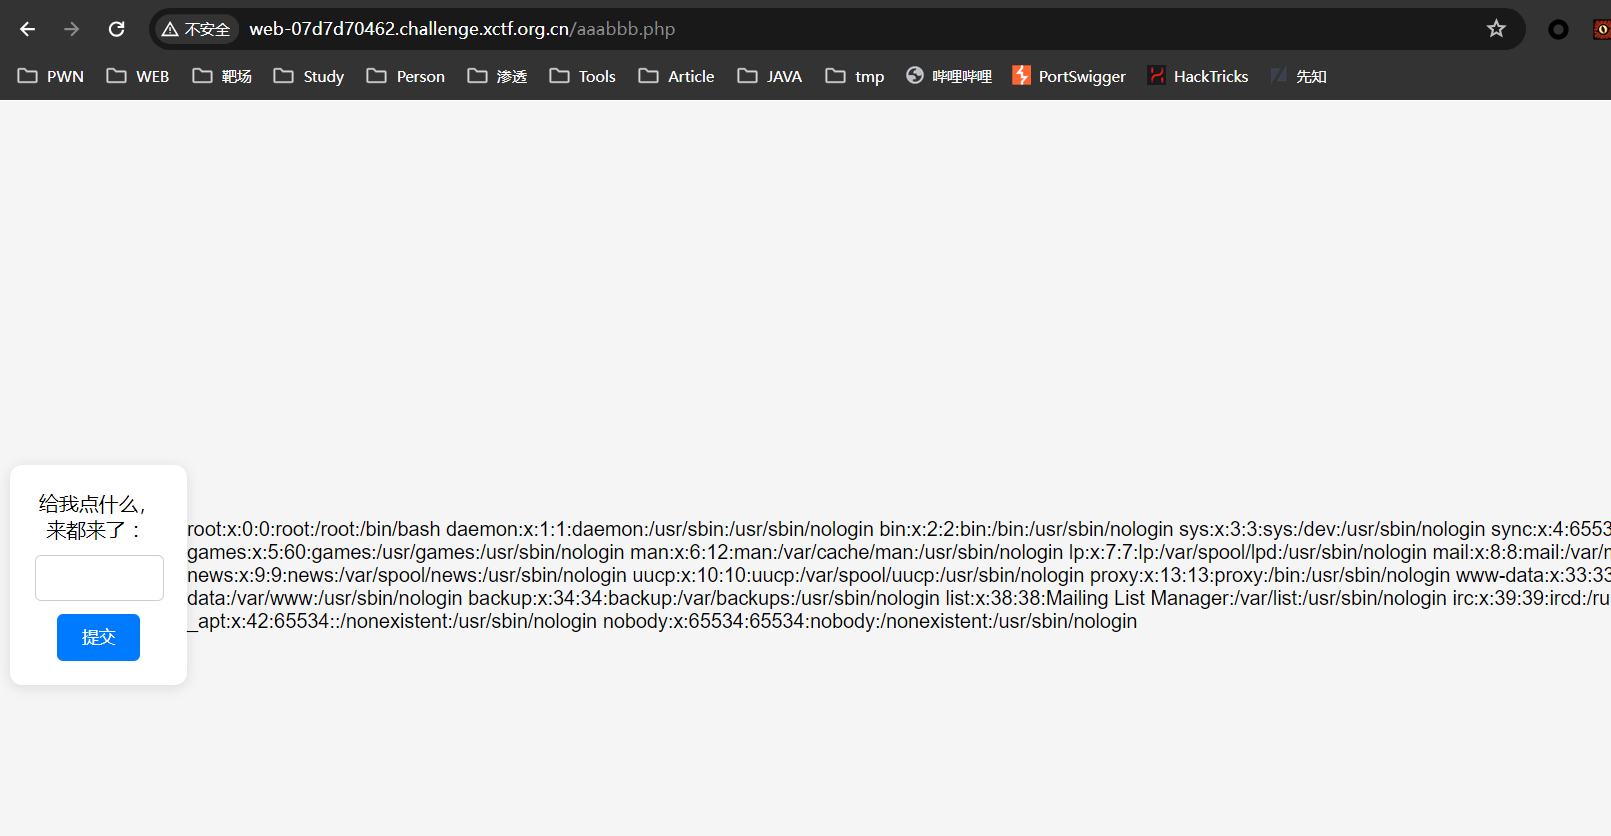 不安全 web-07d7d70462.challenge.xctf.org.cn/aaabbb.php
PWN WEB 靶场 Study Person 渗透 Tools Article JAVA tmp 哔哩哔哩 PortSwigger HackTricks 先知
给我点什么，
来都来了：
提交
root:x:0:0:root:/root:/bin/bash daemon:x:1:1:daemon:/usr/sbin:/usr/sbin/nologin bin:x:2:2:bin:/bin:/usr/sbin/nologin sys:x:3:3:sys:/dev:/usr/sbin/nologin sync:x:4:6553
games:x:5:60:games:/usr/games:/usr/sbin/nologin man:x:6:12:man:/var/cache/man:/usr/sbin/nologin lp:x:7:7:lp:/var/spool/lpd:/usr/sbin/nologin mail:x:8:8:mail:/var/
news:x:9:9:news:/var/spool/news:/usr/sbin/nologin uucp:x:10:10:uucp:/var/spool/uucp:/usr/sbin/nologin proxy:x:13:13:proxy:/bin:/usr/sbin/nologin www-data:x:33:33
data:/var/www:/usr/sbin/nologin backup:x:34:34:backup:/var/backups:/usr/sbin/nologin list:x:38:38:Mailing List Manager:/var/list:/usr/sbin/nologin irc:x:39:39:ircd:/ru
_apt:x:42:65534::/nonexistent:/usr/sbin/nologin nobody:x:65534:65534:nobody:/nonexistent:/usr/sbin/nologin